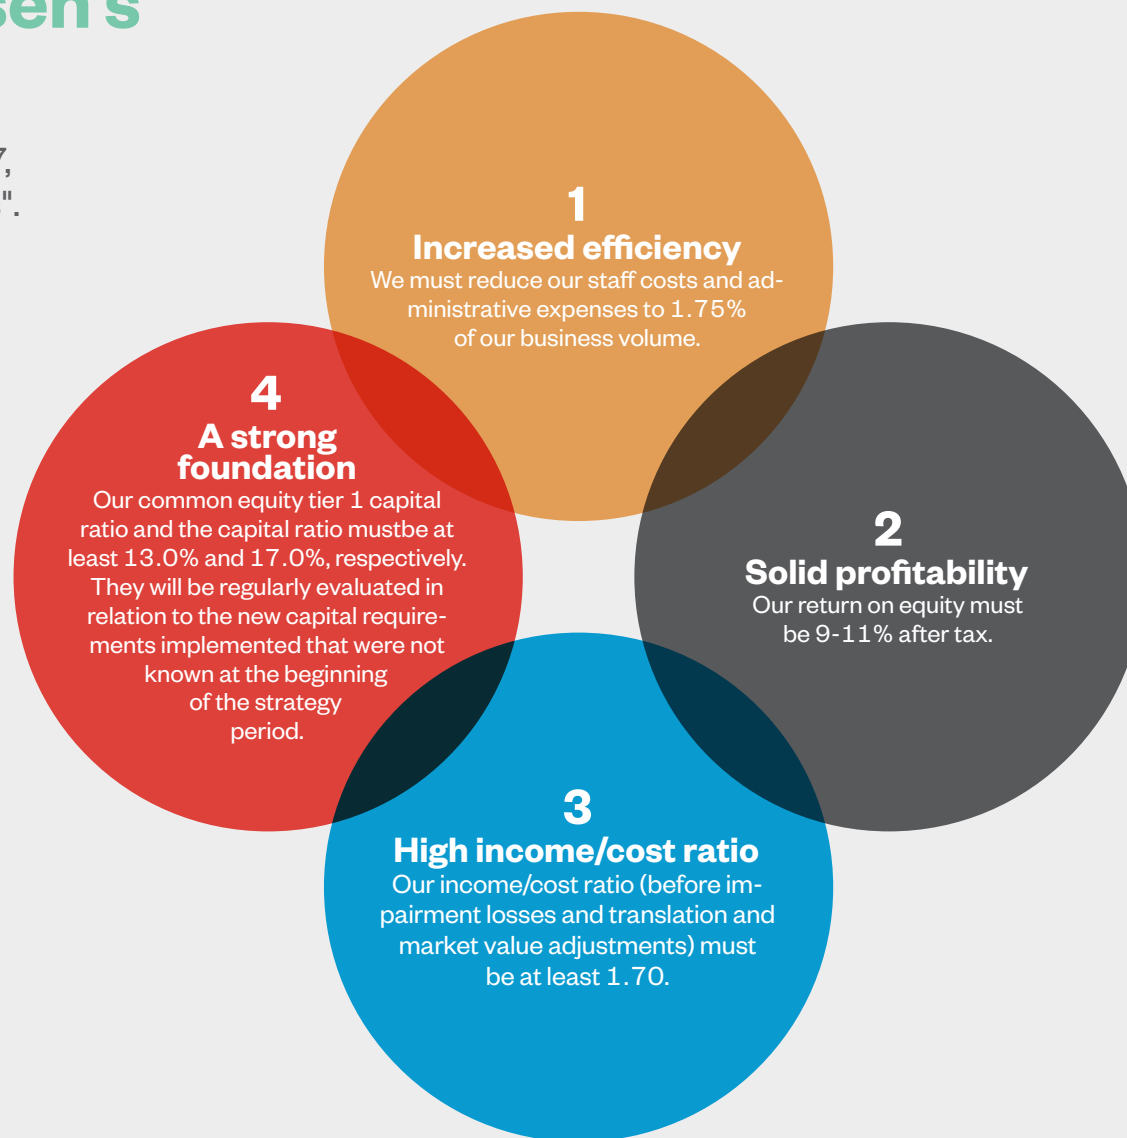 sen's
7,
".
1
Increased efficiency
We must reduce our staff costs and ad-
ministrative expenses to 1.75%
of our business volume.
4
A strong
foundation
Our common equity tier 1 capital
ratio and the capital ratio mustbe at
least 13.0% and 17.0%, respectively.
They will be regularly evaluated in
relation to the new capital require-
ments implemented that were not
known at the beginning
of the strategy
period.
2
Solid profitability
Our return on equity must
be 9-11% after tax.
3
High income/cost ratio
Our income/cost ratio (before im-
pairment losses and translation and
market value adjustments) must
be at least 1.70.